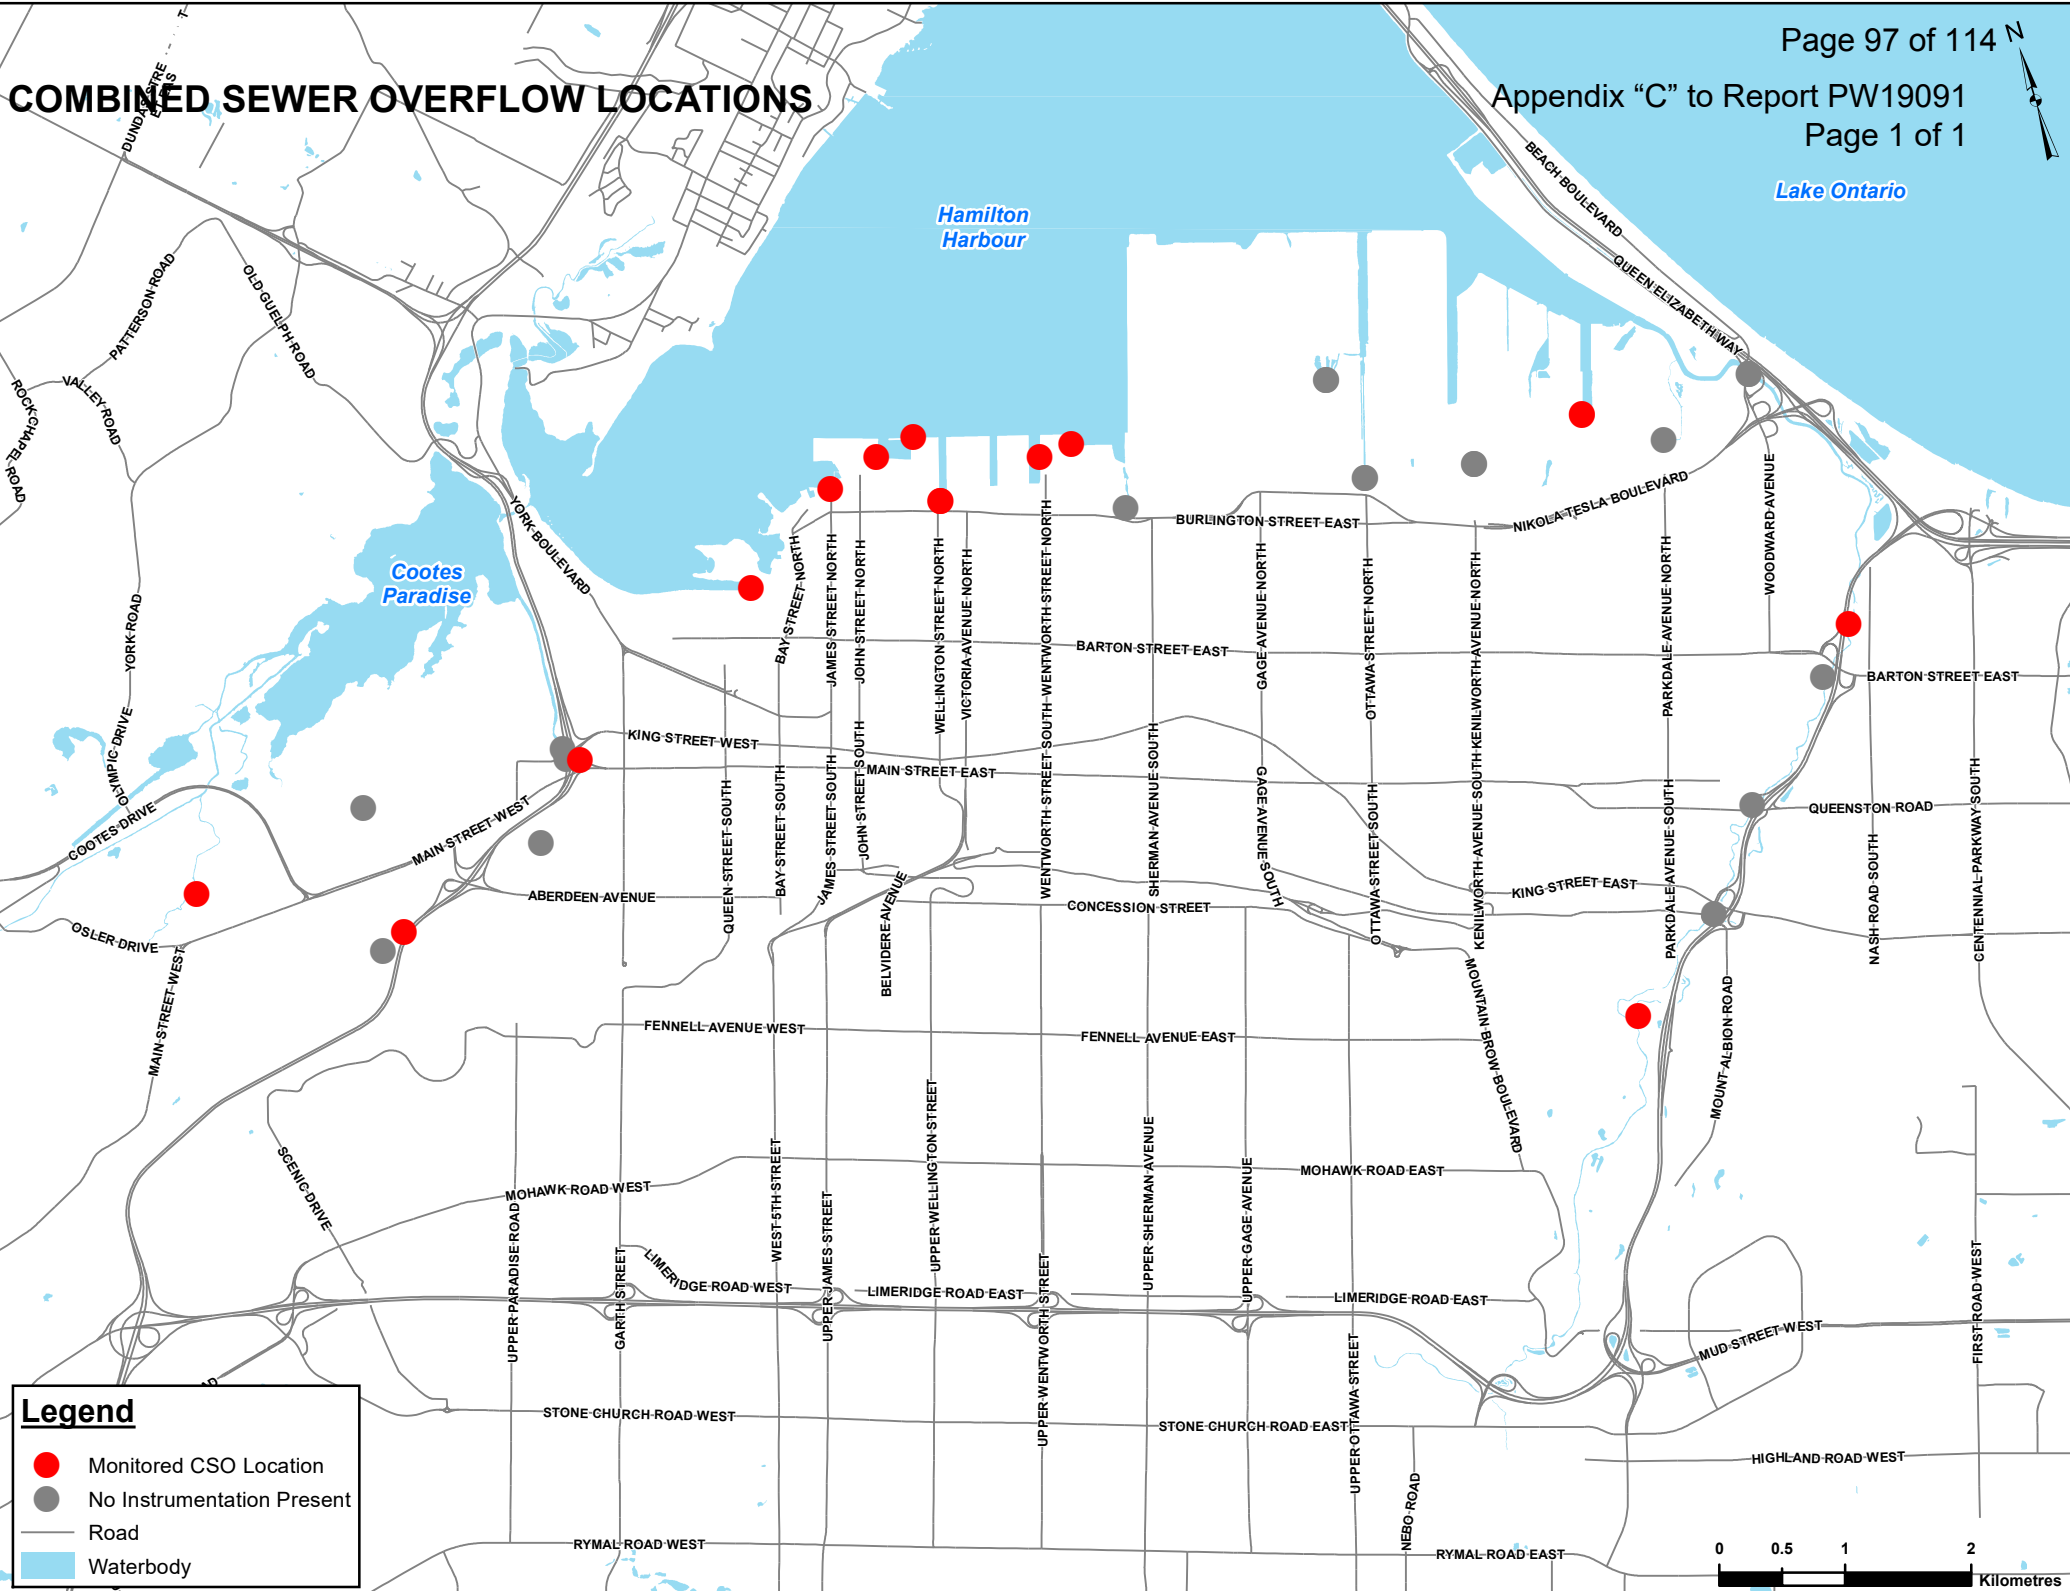 Page 97 of 114
N
COMBINED SEWER OVERFLOW LOCATIONS
Appendix “C” to Report PW19091
Page 1 of 1
DUNDAS STRE
ET EAS
T
Lake Ontario
Hamilton
Harbour
Cootes
Paradise
BEACH BOULEVARD
QUEEN ELIZABETH WAY
PATTERSON ROAD
OLD GUELPH ROAD
VALLEY ROAD
ROCK CHAPEL
ROAD
YORK BOULEVARD
YORK ROAD
OLYMPIC DRIVE
COOTES DRIVE
OSLER DRIVE
MAIN STREET WEST
MAIN STREET WEST
BURLINGTON STREET EAST
NIKOLA TESLA BOULEVARD
WOODWARD AVENUE
BAY STREET NORTH
JAMES STREET NORTH
JOHN STREET NORTH
WELLINGTON STREET NORTH
VICTORIA AVENUE NORTH
WENTWORTH STREET NORTH
GAGE AVENUE NORTH
OTTAWA STREET NORTH
KENILWORTH AVENUE NORTH
PARKDALE AVENUE NORTH
BARTON STREET EAST
BARTON STREET EAST
KING STREET WEST
MAIN STREET EAST
QUEENSTON ROAD
QUEEN STREET SOUTH
BAY STREET SOUTH
JAMES STREET SOUTH
JOHN STREET SOUTH
WENTWORTH STREET SOUTH
SHERMAN AVENUE SOUTH
GAGE AVENUE SOUTH
OTTAWA STREET SOUTH
KENILWORTH AVENUE SOUTH
PARKDALE AVENUE SOUTH
NASH ROAD SOUTH
CENTENNIAL PARKWAY SOUTH
KING STREET EAST
ABERDEEN AVENUE
BELVIDERE AVENUE
CONCESSION STREET
MOUNTAIN BROW BOULEVARD
MOUNT ALBION ROAD
FENNELL AVENUE WEST
FENNELL AVENUE EAST
SCENIC DRIVE
MOHAWK ROAD WEST
MOHAWK ROAD EAST
UPPER PARADISE ROAD
GARTH STREET
WEST 5TH STREET
UPPER JAMES STREET
UPPER WELLINGTON STREET
UPPER WENTWORTH STREET
UPPER SHERMAN AVENUE
UPPER GAGE AVENUE
UPPER OTTAWA STREET
LIMERIDGE ROAD WEST
LIMERIDGE ROAD EAST
LIMERIDGE ROAD EAST
MUD STREET WEST
FIRST ROAD WEST
STONE CHURCH ROAD WEST
STONE CHURCH ROAD EAST
HIGHLAND ROAD WEST
NEBO ROAD
RYMAL ROAD WEST
RYMAL ROAD EAST
Legend
Monitored CSO Location
No Instrumentation Present
Road
Waterbody
0 0.5 1 2
Kilometres